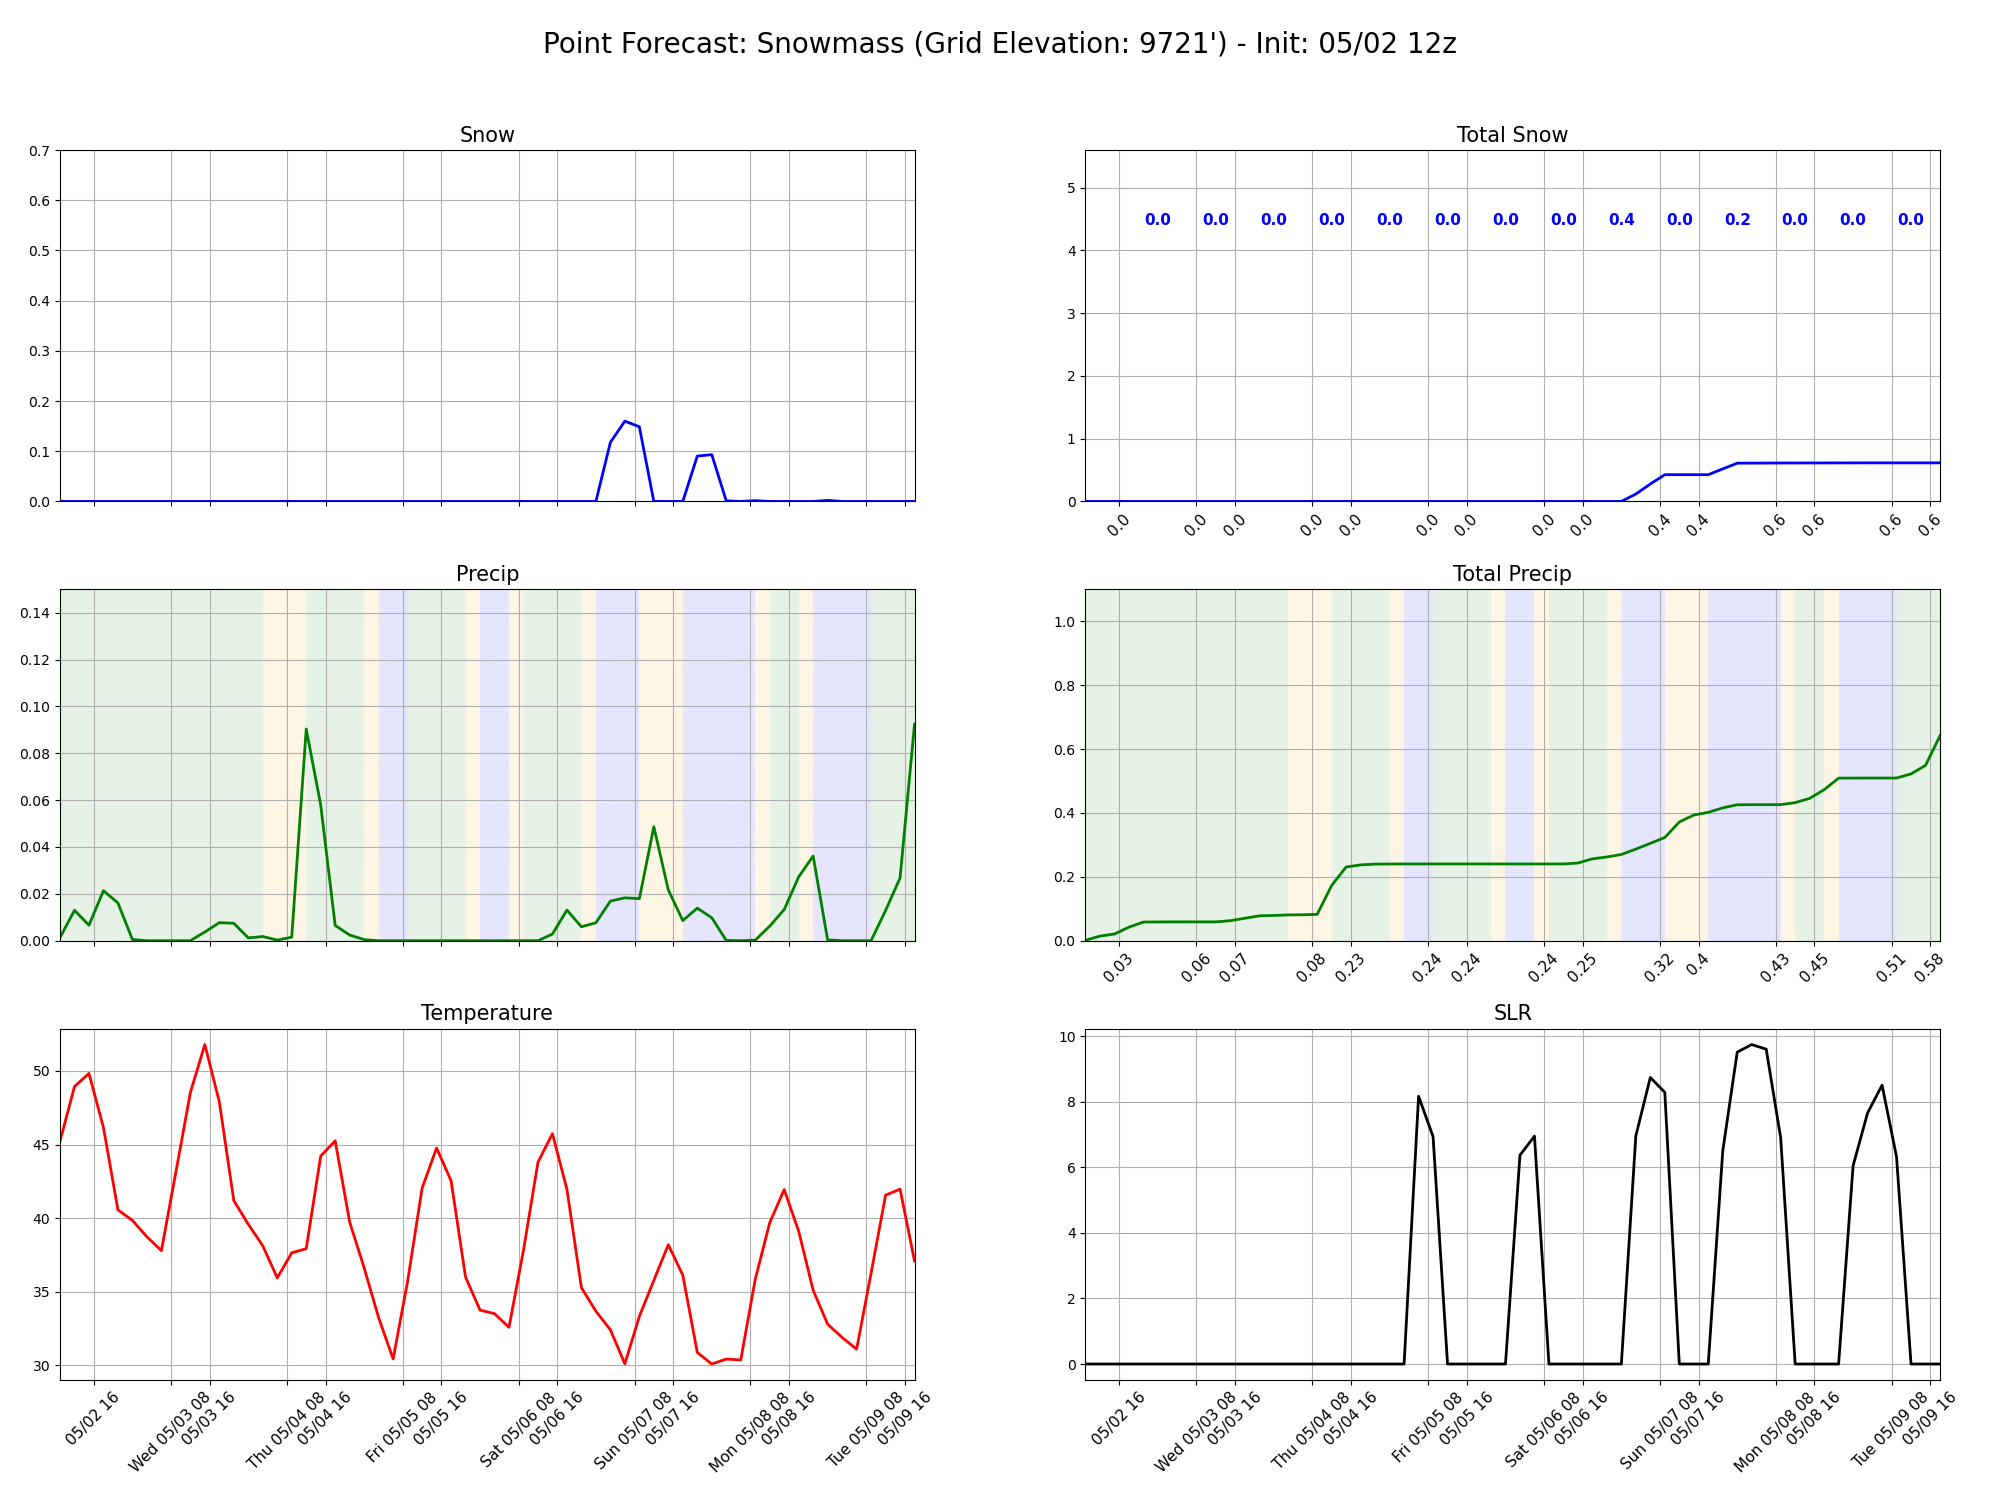 Point Forecast: Snowmass (Grid Elevation: 9721') - Init: 05/02 12z
Snow
0.7
0.6
0.5
0.4
0.3
0.2
0.1
0.0
Total Snow
5
4
3
2
1
0
0.0 0.0 0.0 0.0 0.0 0.0 0.0 0.0 0.4 0.0 0.2 0.0 0.0 0.0
0.0 0.0 0.0 0.0 0.0 0.0 0.0 0.0 0.0 0.4 0.4 0.6 0.6 0.6 0.6
Precip
0.14
0.12
0.10
0.08
0.06
0.04
0.02
0.00
Total Precip
1.0
0.8
0.6
0.4
0.2
0.0
0.03 0.06 0.07 0.08 0.23 0.24 0.24 0.24 0.25 0.32 0.4 0.43 0.45 0.51 0.58
Temperature
50
45
40
35
30
05/02 16
Wed 05/03 08
05/03 16
Thu 05/04 08
05/04 16
Fri 05/05 08
05/05 16
Sat 05/06 08
05/06 16
Sun 05/07 08
05/07 16
Mon 05/08 08
05/08 16
Tue 05/09 08
05/09 16
SLR
10
8
6
4
2
0
05/02 16
Wed 05/03 08
05/03 16
Thu 05/04 08
05/04 16
Fri 05/05 08
05/05 16
Sat 05/06 08
05/06 16
Sun 05/07 08
05/07 16
Mon 05/08 08
05/08 16
Tue 05/09 08
05/09 16